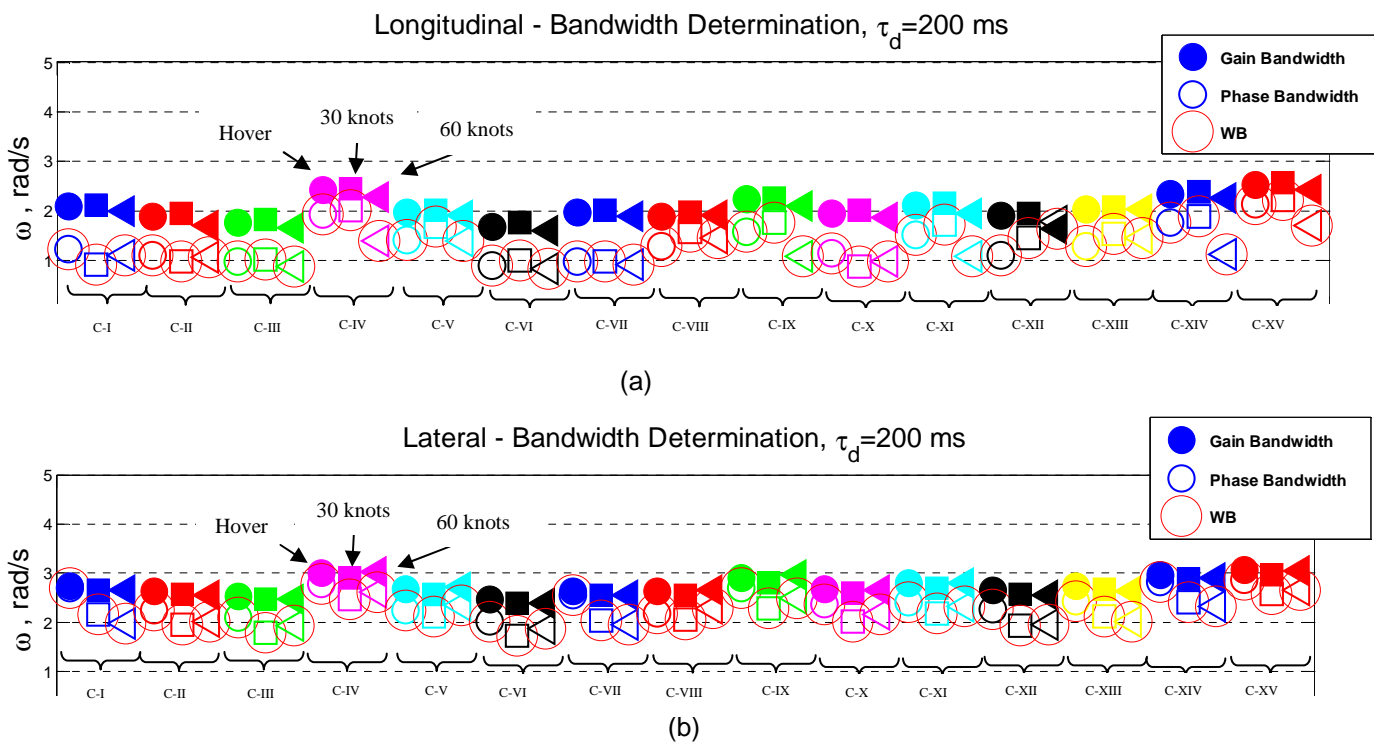 Longitudinal - Bandwidth Determination, τd=200 ms
5
4
3
2
1
ω , rad/s
Hover
30 knots
60 knots
Gain Bandwidth
Phase Bandwidth
WB
C-I C-II C-III C-IV C-V C-VI C-VII C-VIII C-IX C-X C-XI C-XII C-XIII C-XIV C-XV
(a)
Lateral - Bandwidth Determination, τd=200 ms
5
4
3
2
1
ω , rad/s
Hover
30 knots
60 knots
Gain Bandwidth
Phase Bandwidth
WB
C-I C-II C-III C-IV C-V C-VI C-VII C-VIII C-IX C-X C-XI C-XII C-XIII C-XIV C-XV
(b)